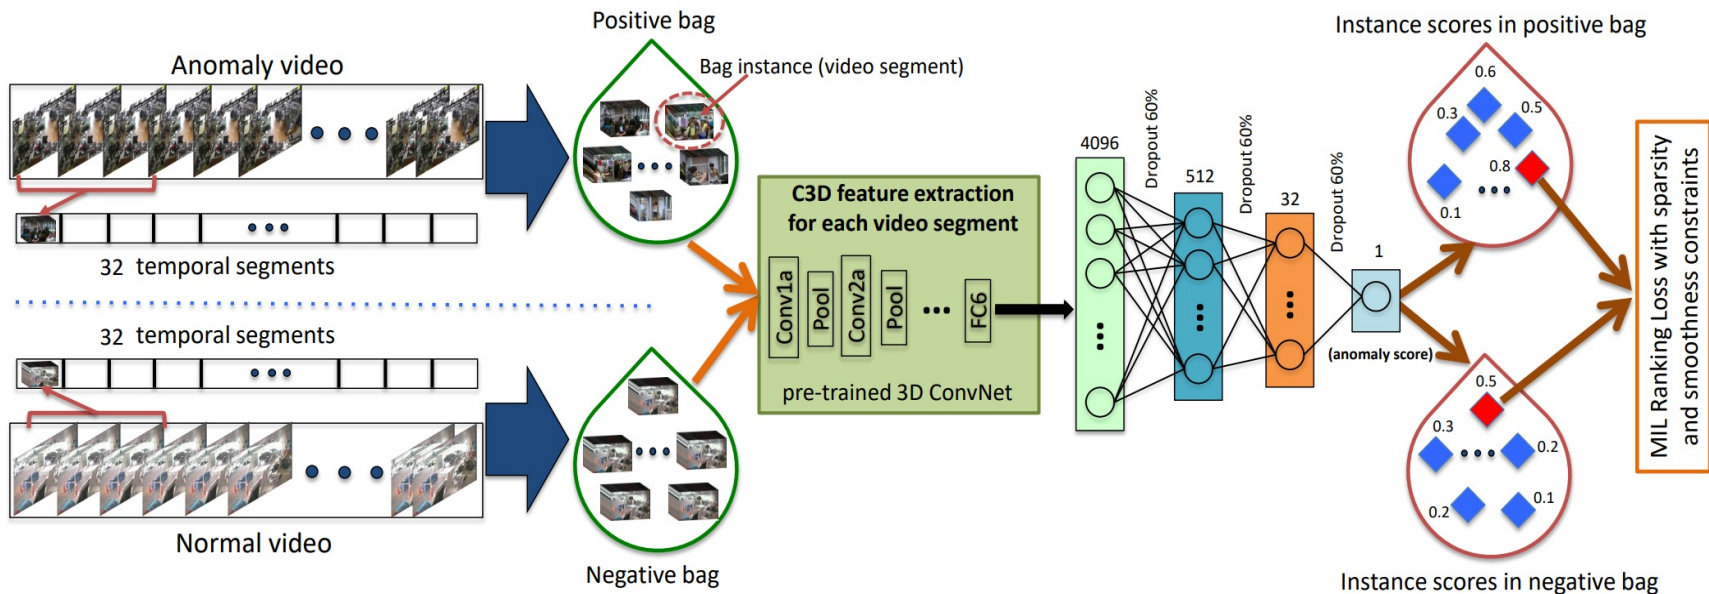 Positive bag
Anomaly video
Bag instance (video segment)
32 temporal segments
32 temporal segments
Normal video
Negative bag
C3D feature extraction
for each video segment
Conv1a
Pool
Conv2a
Pool
FC6
pre-trained 3D ConvNet
4096
Dropout 60%
512
Dropout 60%
32
Dropout 60%
1
(anomaly score)
Instance scores in positive bag
0.6
0.5
0.3
0.8
0.1
0.5
0.3
0.2
0.2
0.1
Instance scores in negative bag
MIL Ranking Loss with sparsity
and smoothness constraints